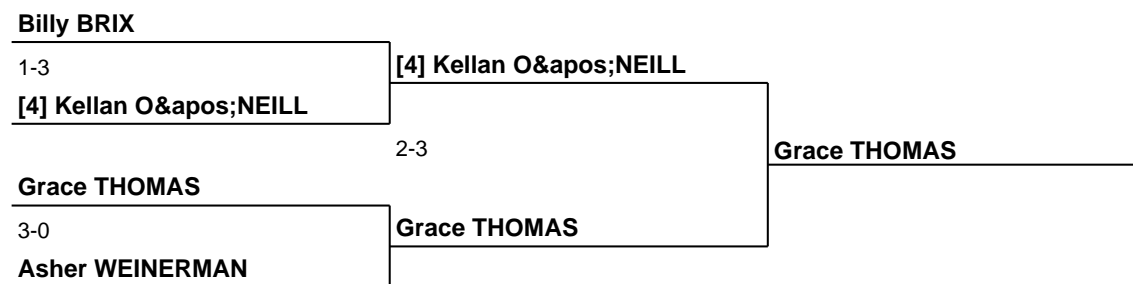 Billy BRIX
1-3
[4] Kellan O&apos;NEILL
[4] Kellan O&apos;NEILL
2-3
Grace THOMAS
Grace THOMAS
3-0
Grace THOMAS
Asher WEINERMAN